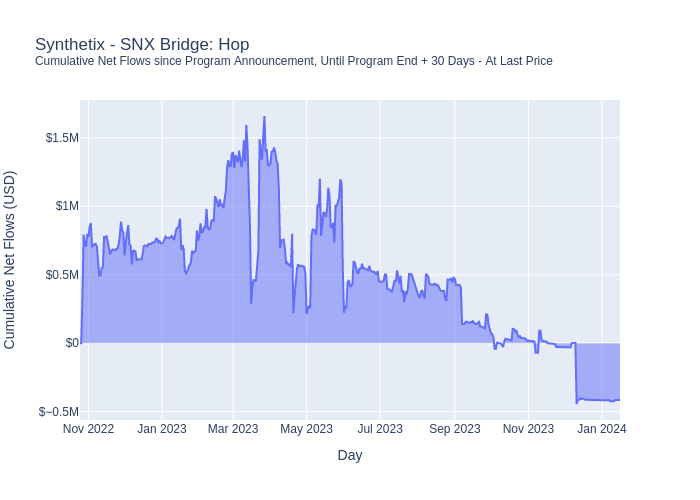 Synthetix - SNX Bridge: Hop
Cumulative Net Flows since Program Announcement, Until Program End + 30 Days - At Last Price
Cumulative Net Flows (USD)
$1.5M
$1M
$0.5M
$0
$−0.5M
Nov 2022 Jan 2023 Mar 2023 May 2023 Jul 2023 Sep 2023 Nov 2023 Jan 2024
Day